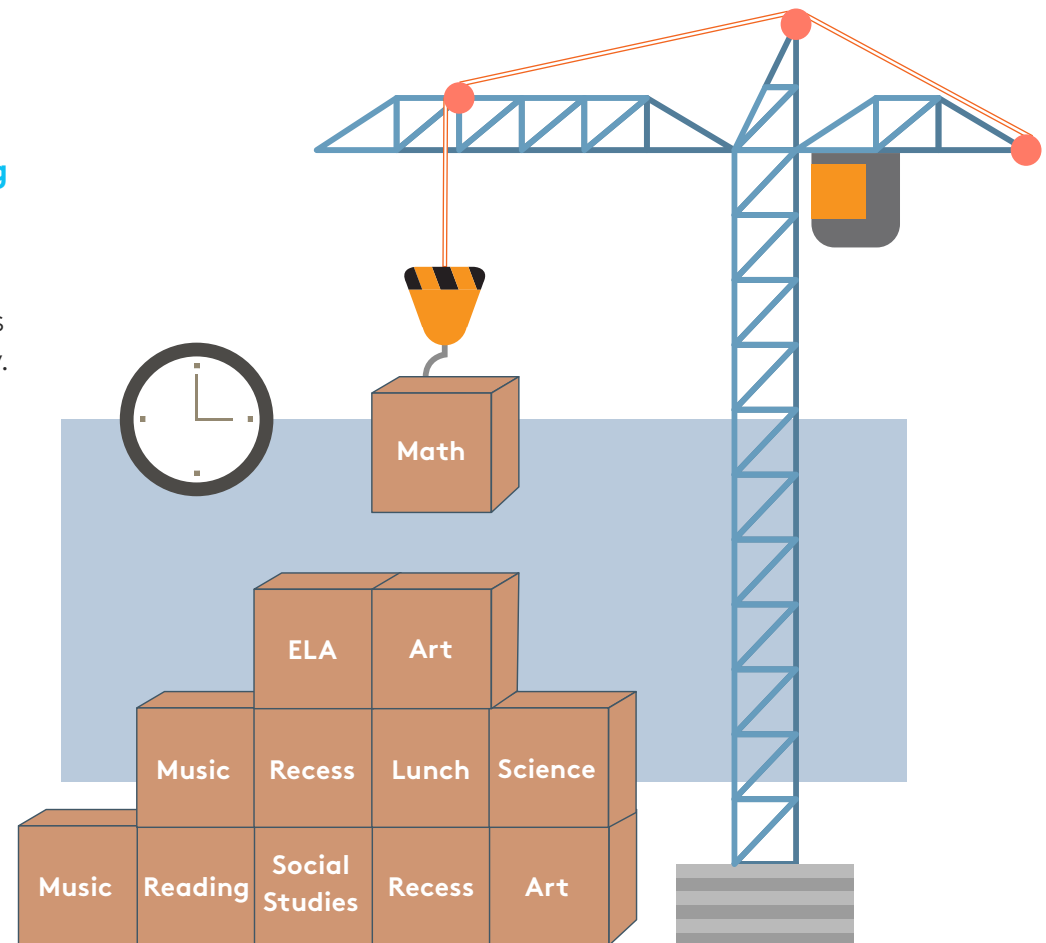 g
s
y.
Math
ELA Art
Music Recess Lunch Science
Music Reading Social Studies Recess Art